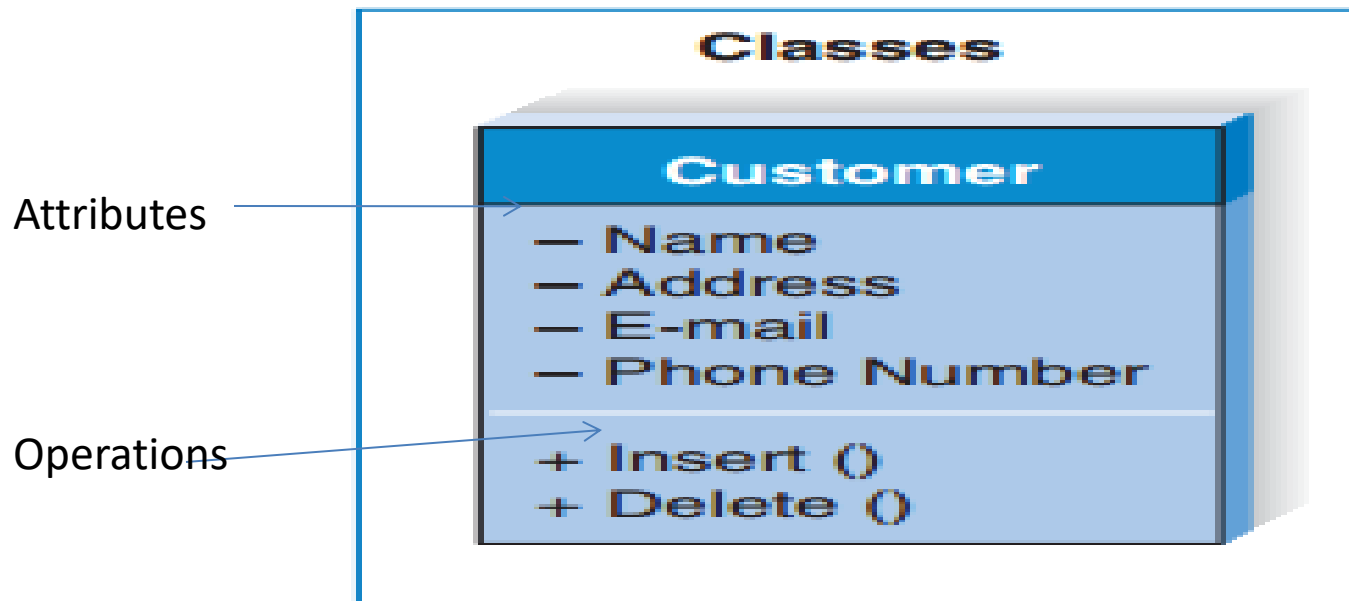 Classes
Customer
Attributes
– Name
– Address
– E-mail
– Phone Number
Operations
+ Insert ()
+ Delete ()